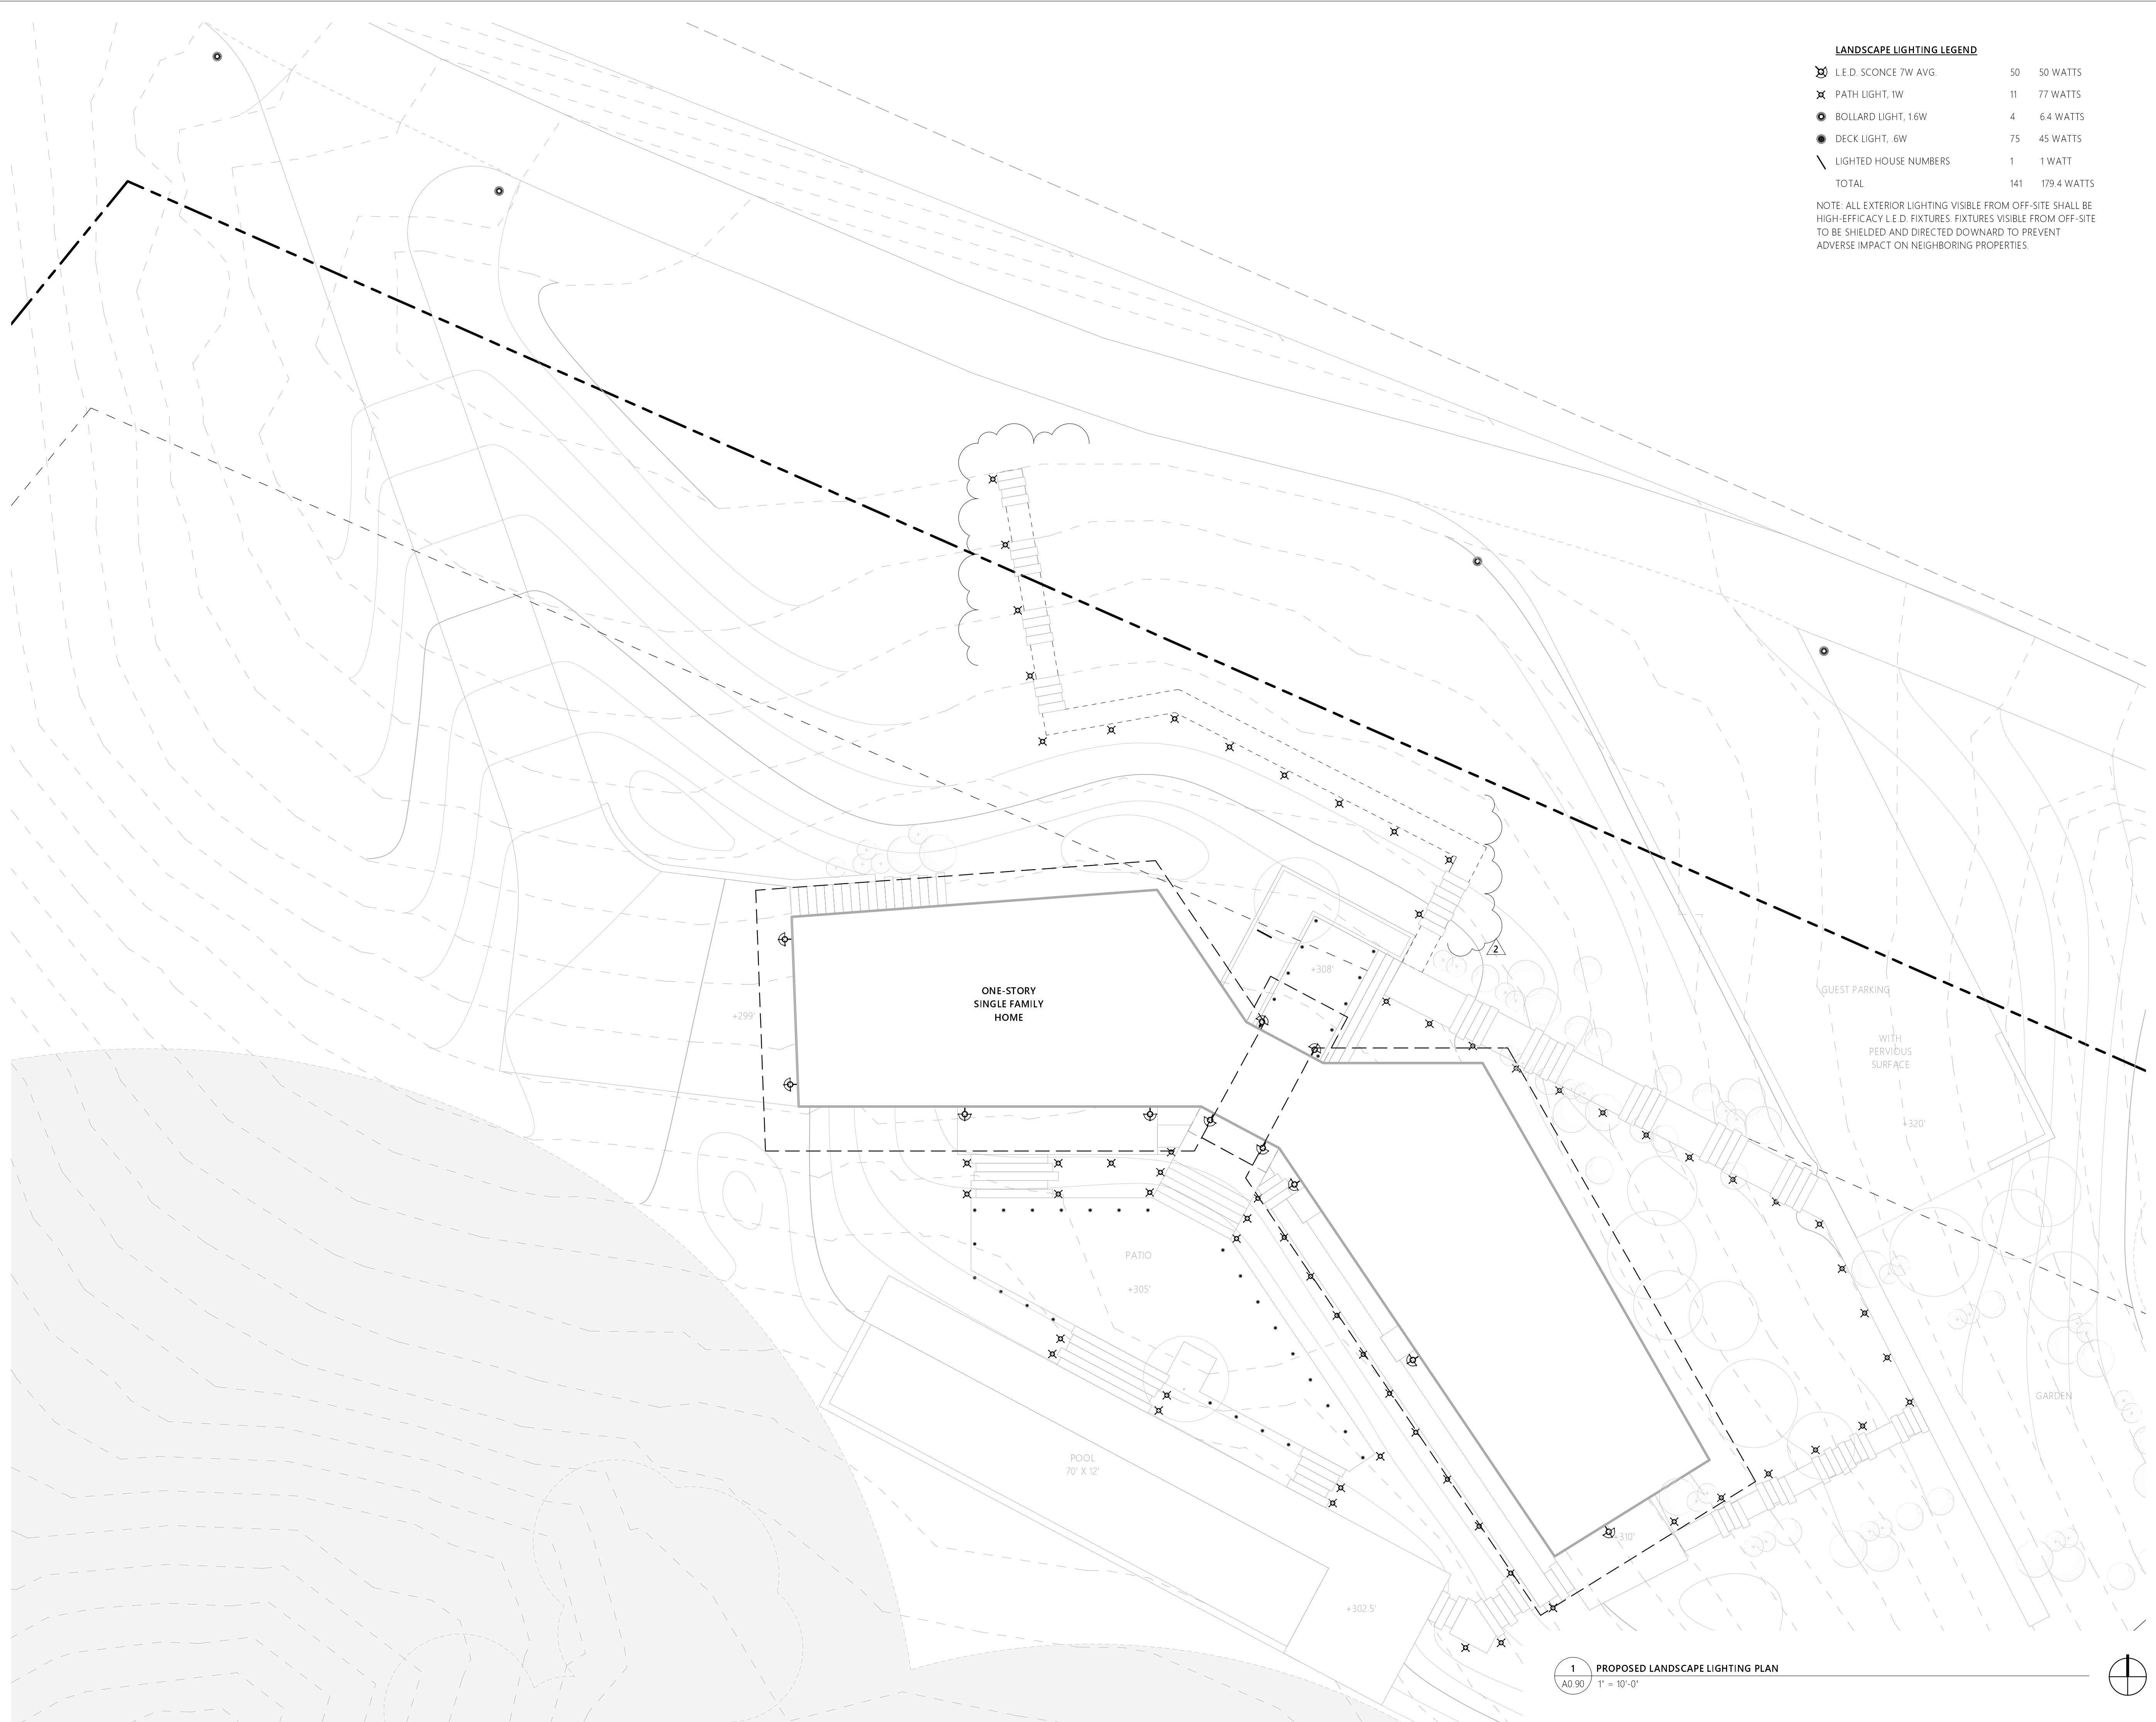 LANDSCAPE LIGHTING LEGEND
L.E.D. SCONCE 7W AVG. 50 50 WATTS
PATH LIGHT, 1W 11 77 WATTS
BOLLARD LIGHT, 1.6W 4 6.4 WATTS
DECK LIGHT, .6W 75 45 WATTS
LIGHTED HOUSE NUMBERS 1 1 WATT
TOTAL 141 179.4 WATTS
NOTE: ALL EXTERIOR LIGHTING VISIBLE FROM OFF-SITE SHALL BE
HIGH-EFFICACY L.E.D. FIXTURES. FIXTURES VISIBLE FROM OFF-SITE
TO BE SHIELDED AND DIRECTED DOWNARD TO PREVENT
ADVERSE IMPACT ON NEIGHBORING PROPERTIES.
2
+308'
ONE-STORY
SINGLE FAMILY
HOME
+299'
GUEST PARKING
WITH
PERVIOUS
SURFACE
+320'
PATIO
+305'
GARDEN
POOL
70' X 12'
+310'
+302.5'
1
A0.90
PROPOSED LANDSCAPE LIGHTING PLAN
1" = 10'-0"